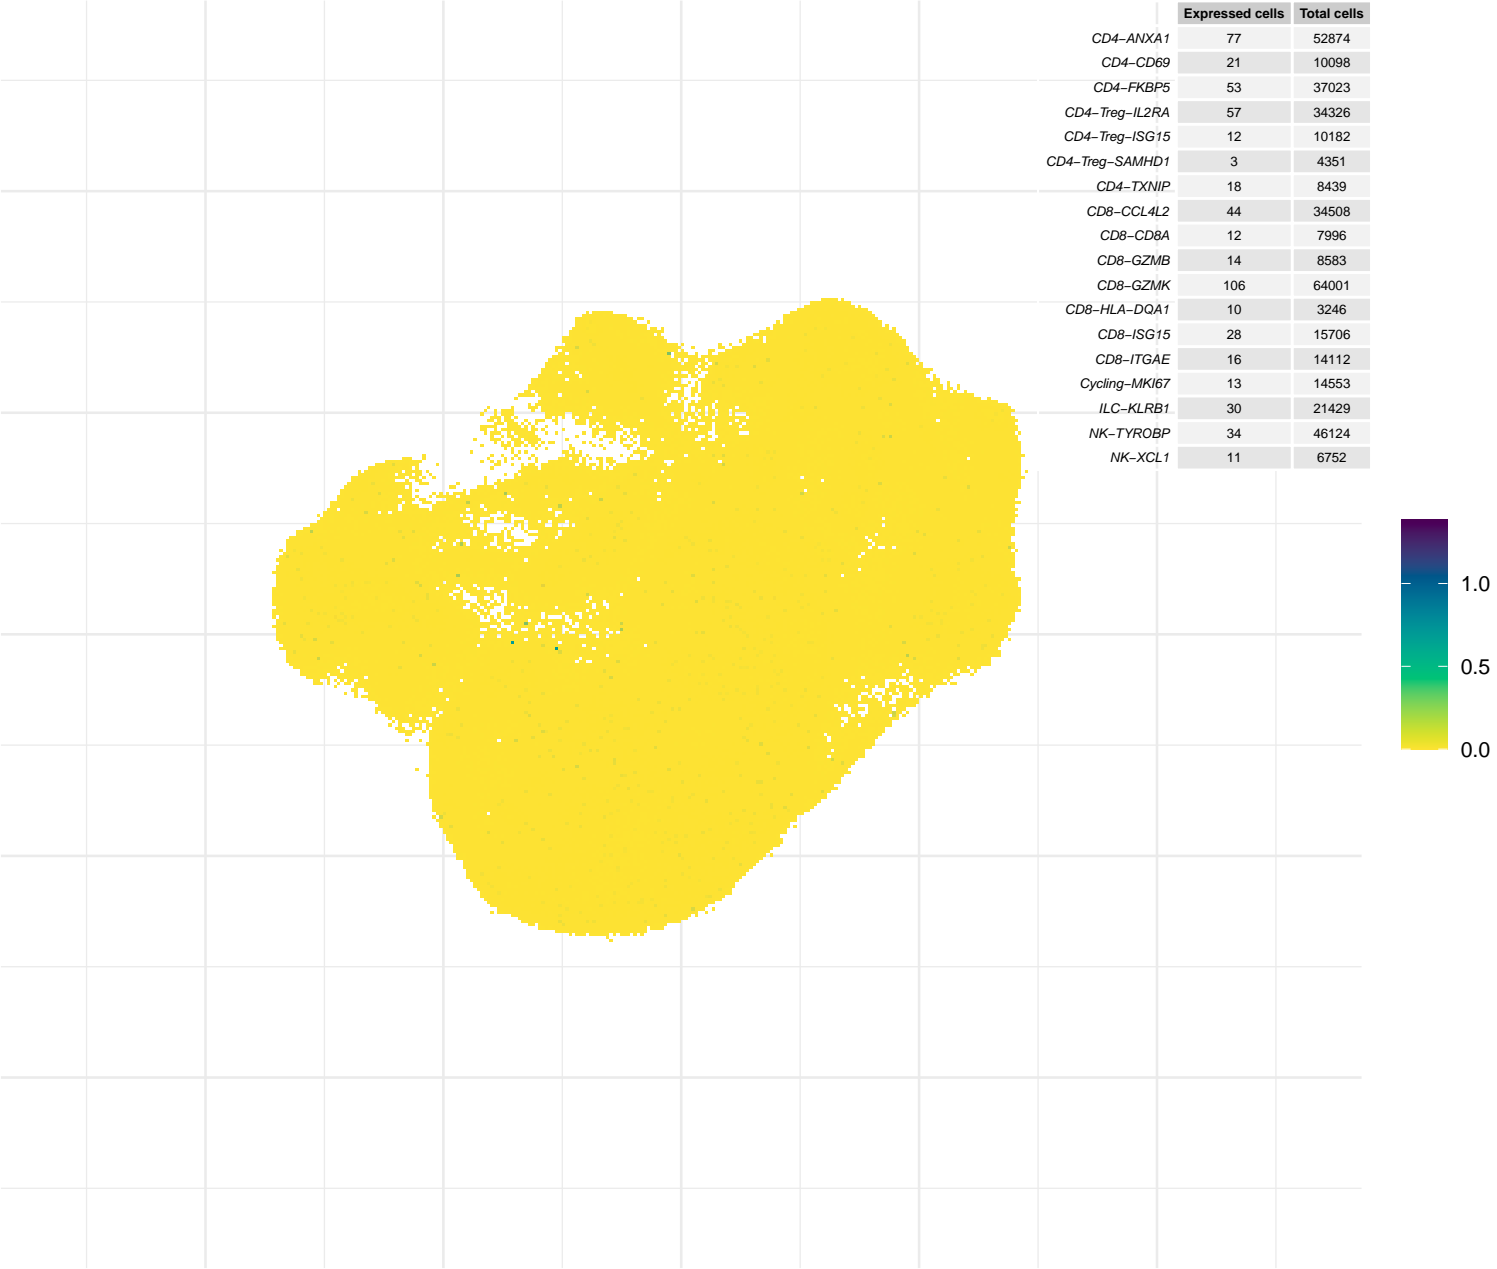 Expressed cells Total cells
CD4−ANXA1 77 52874
CD4−CD69 21 10098
CD4−FKBP5 53 37023
CD4−Treg−IL2RA 57 34326
CD4−Treg−ISG15 12 10182
CD4−Treg−SAMHD1 3 4351
CD4−TXNIP 18 8439
CD8−CCL4L2 44 34508
CD8−CD8A 12 7996
CD8−GZMB 14 8583
CD8−GZMK 106 64001
CD8−HLA−DQA1 10 3246
CD8−ISG15 28 15706
CD8−ITGAE 16 14112
Cycling−MKI67 13 14553
ILC−KLRB1 30 21429
NK−TYROBP 34 46124
NK−XCL1 11 6752
1.0
0.5
0.0